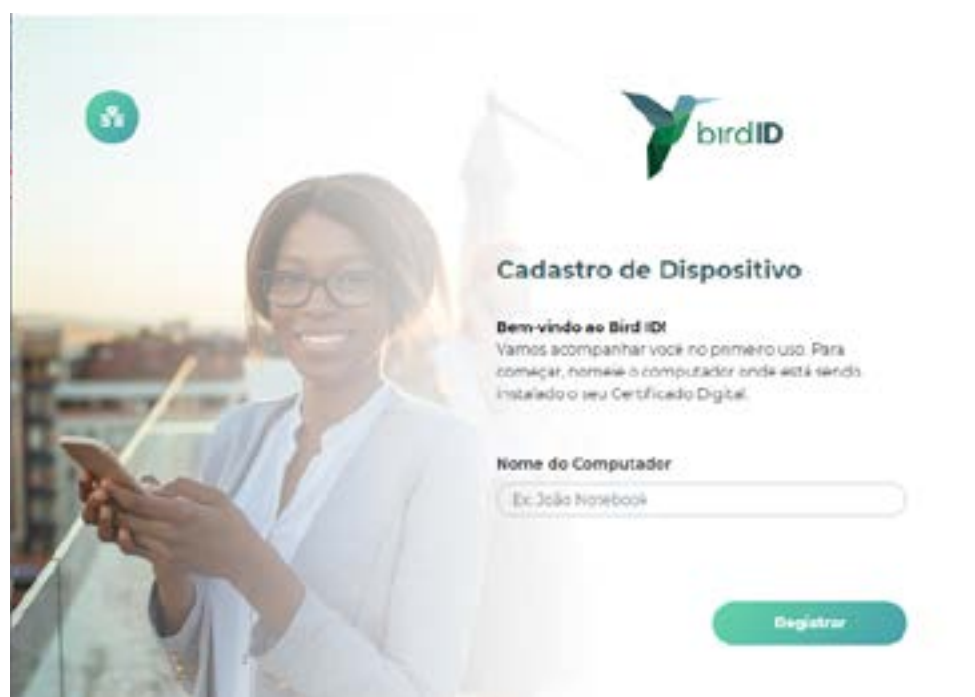 birdID
Cadastro de Dispositivo
Bem-vindo ao Bird ID!
Vamos acompanhar você no primeiro uso. Para
começar, nomeie o computador onde está sendo
instalado o seu Certificado Digital.
Nome do Computador
Ex: João Notebook
Registrar